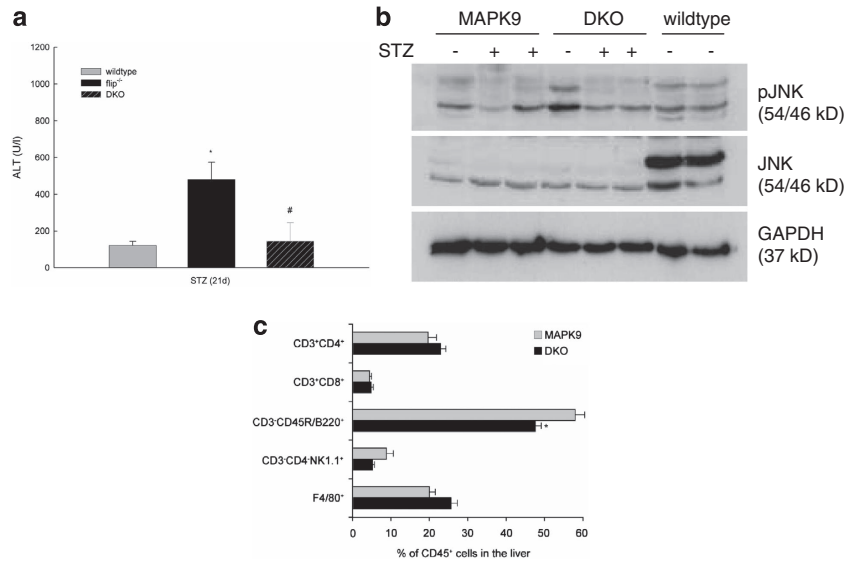 a
1200
1000
800
600
400
200
0
ALT (U/l)
wildtype
flip-/-
DKO
*
#
STZ (21d)
b
MAPK9 DKO wildtype
STZ - + + - + + - -
pJNK
(54/46 kD)
JNK
(54/46 kD)
GAPDH
(37 kD)
c
MAPK9
DKO
CD3+CD4+
CD3+CD8+
CD3-CD45R/B220+
*
CD3-CD4-NK1.1+
F4/80+
0 10 20 30 40 50 60
% of CD45+ cells in the liver